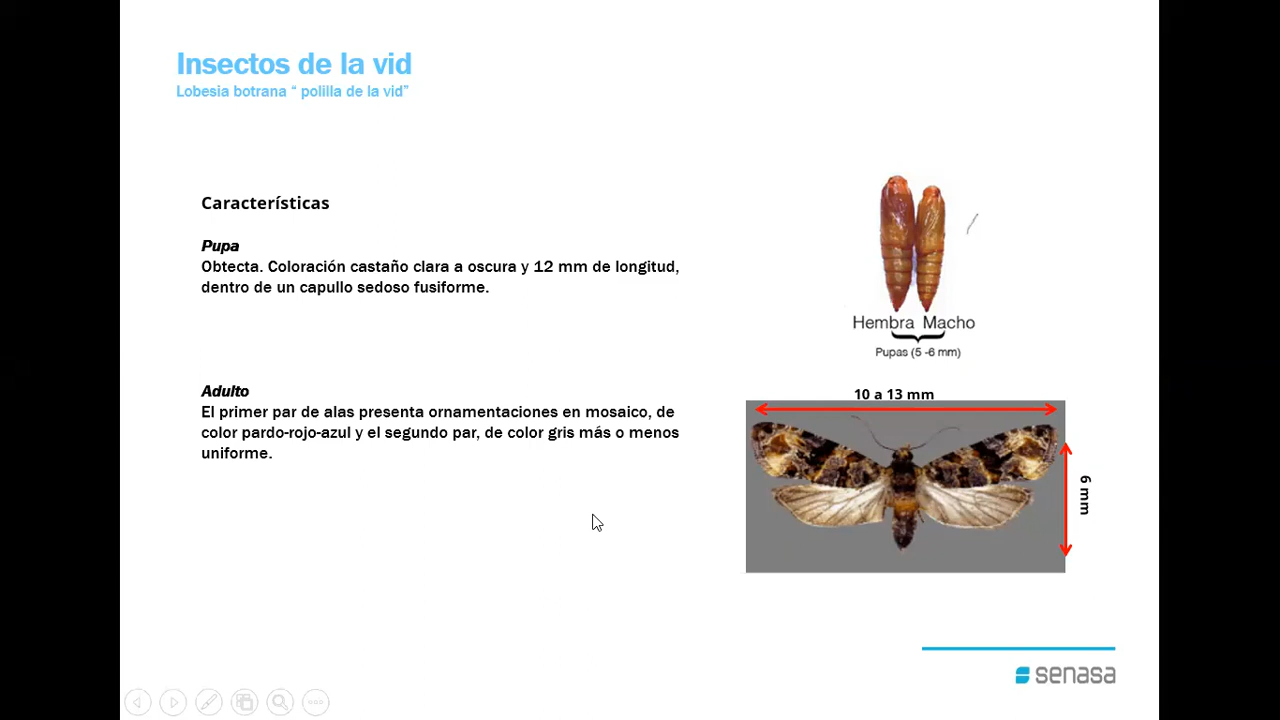 Insectos de la vid
Lobesia botrana “ polilla de la vid”
Características
Pupa
Obtecta. Coloración castaño clara a oscura y 12 mm de longitud,
dentro de un capullo sedoso fusiforme.
Hembra Macho
Pupas (5 -6 mm)
Adulto
El primer par de alas presenta ornamentaciones en mosaico, de
color pardo-rojo-azul y el segundo par, de color gris más o menos
uniforme.
10 a 13 mm
6 mm
senasa